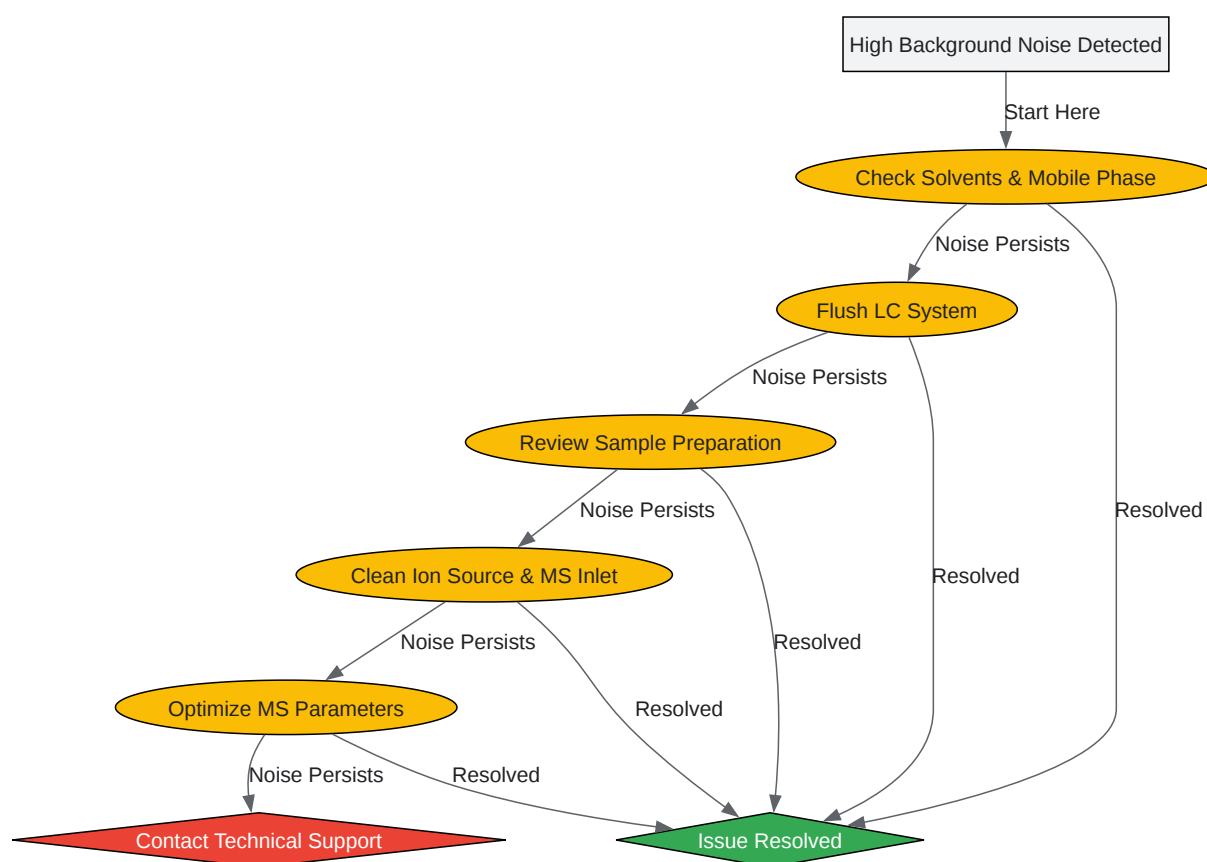 High Background Noise Detected
Start Here
Check Solvents & Mobile Phase
Noise Persists
Flush LC System
Noise Persists
Review Sample Preparation
Noise Persists
Resolved
Clean Ion Source & MS Inlet
Resolved
Noise Persists
Resolved
Optimize MS Parameters
Resolved
Noise Persists
Resolved
Contact Technical Support
Issue Resolved